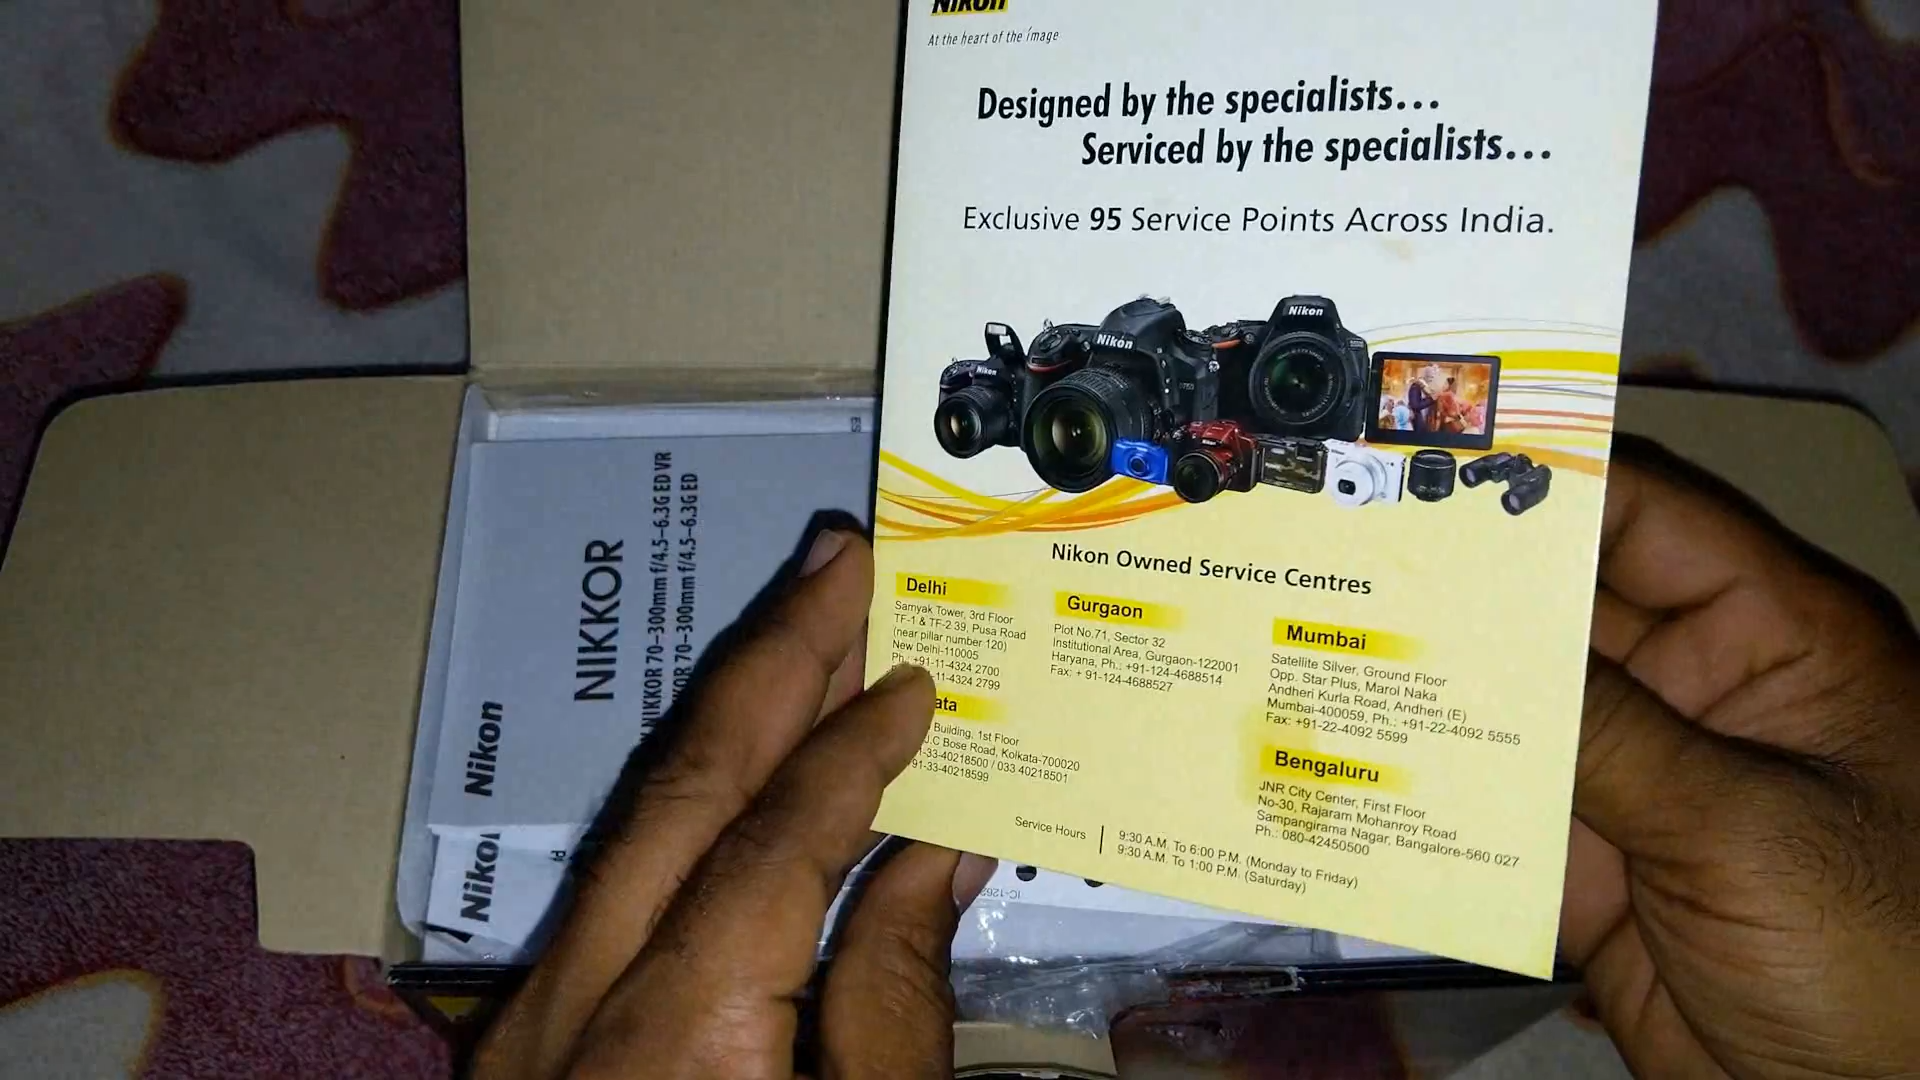 Nikon
At the heart of the image
Designed by the specialists...
Serviced by the specialists...
Exclusive 95 Service Points Across India.
Nikon
Nikon
Nikon
Nikon Owned Service Centres
Delhi
Samyak Tower, 3rd Floor
TF-1 & TF-2 39, Pusa Road
(near pillar number 120)
New Delhi-110005
Ph.: +91-11-4324 2700
-11-4324 2799
Gurgaon
Plot No.71, Sector 32
Institutional Area, Gurgaon-122001
Haryana, Ph.: +91-124-4688514
Fax: + 91-124-4688527
Mumbai
Satellite Silver, Ground Floor
Opp. Star Plus, Marol Naka
Andheri Kurla Road, Andheri (E)
Mumbai-400059, Ph.: +91-22-4092 5555
Fax: +91-22-4092 5599
ata
Building, 1st Floor
.C Bose Road, Kolkata-700020
1-33-40218500 / 033 40218501
91-33-40218599
Bengaluru
JNR City Center, First Floor
No-30, Rajaram Mohanroy Road
Sampangirama Nagar, Bangalore-560 027
Ph.: 080-42450500
Service Hours
9:30 A.M. To 6:00 P.M. (Monday to Friday)
9:30 A.M. To 1:00 P.M. (Saturday)
NIKKOR
NIKKOR 70-300mm f/4.5-6.3G ED VR
KOR 70-300mm f/4.5-6.3G ED
Nikon
Nikon
ES